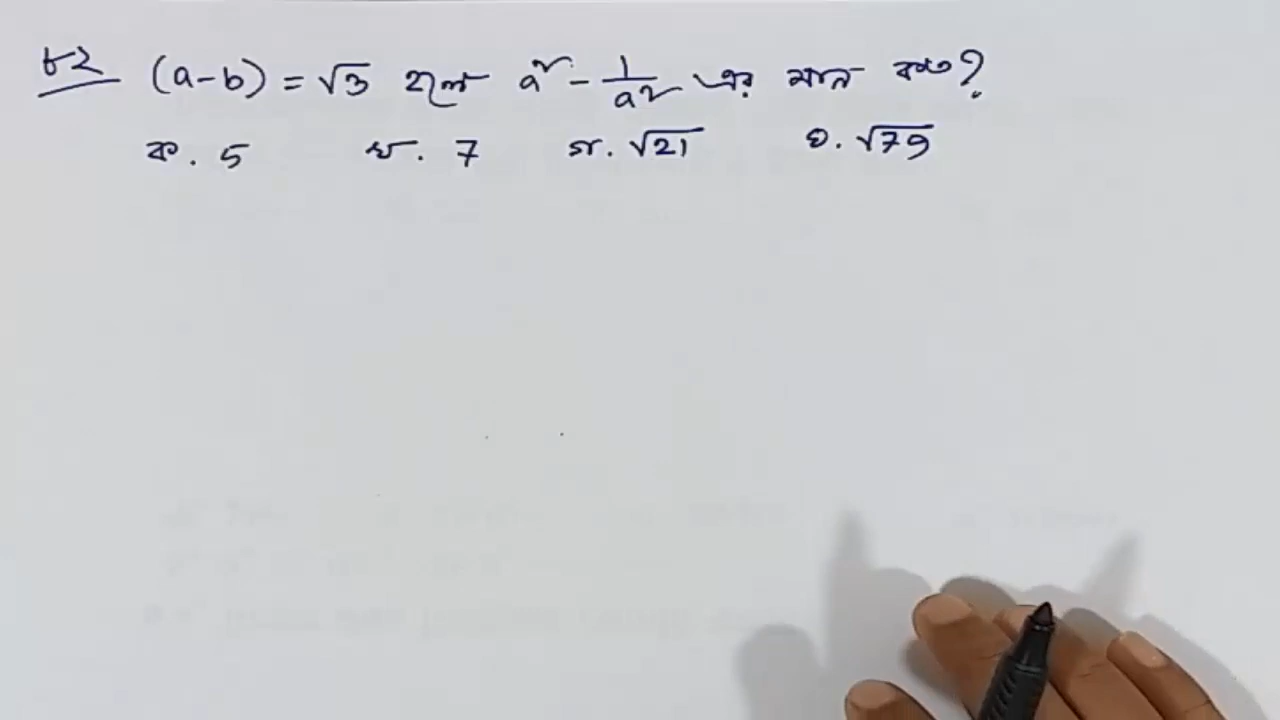 ৮২ (a-b) = √3 হলে a² - 1/a² এর মান কত?
ক. 5 খ. 7 গ. √21 ঘ. √79